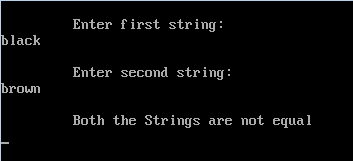 Enter first string:
black
Enter second string:
brown
Both the Strings are not equal